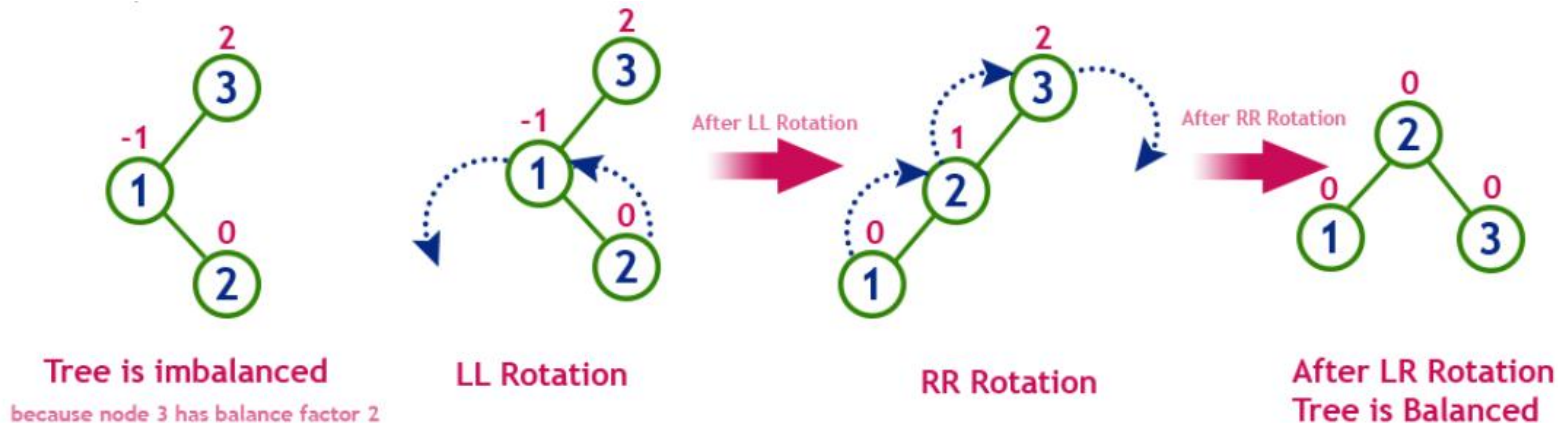 2
3
-1
1
0
2
Tree is imbalanced
because node 3 has balance factor 2
2
3
-1
1
0
2
LL Rotation
After LL Rotation
2
3
1
2
0
1
RR Rotation
After RR Rotation
0
2
0 0
1 3
After LR Rotation
Tree is Balanced